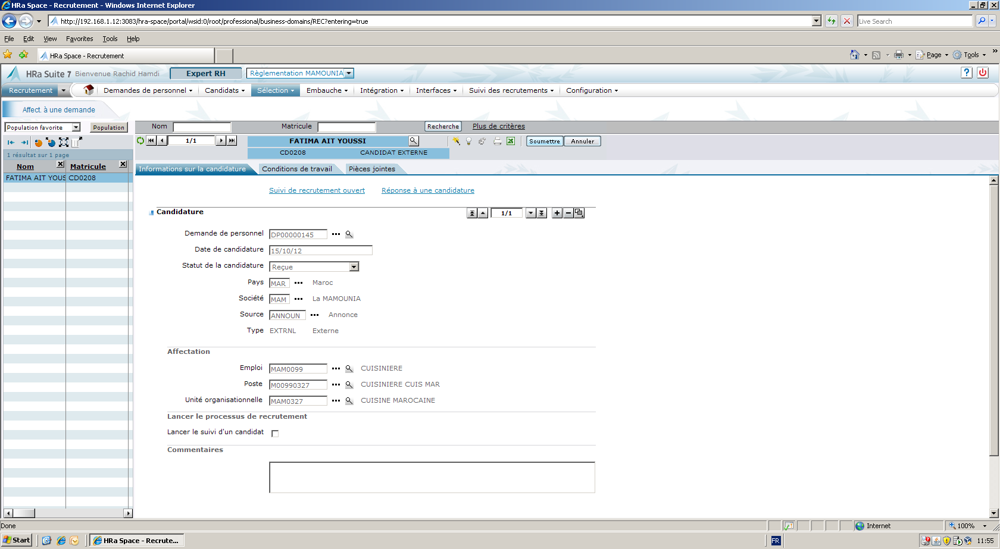 HRa Space - Recrutement - Windows Internet Explorer
http://192.168.1.12:3083/hra-space/portal/wsid:0/root/professional/business-domains/REC?entering=true
Live Search
File Edit View Favorites Tools Help
HRa Space - Recrutement
Page Tools »
HRa Suite 7 Bienvenue Rachid Hamdi Expert RH Règlementation MAMOUNIA
?
Recrutement Demandes de personnel Candidats Sélection Embauche Intégration Interfaces Suivi des recrutements Configuration
Affect. à une demande
Population favorite Population Nom Matricule Recherche Plus de critères
1/1 FATIMA AIT YOUSSI Soumettre Annuler
CD0208 CANDIDAT EXTERNE
1 résultat sur 1 page
Nom Matricule
FATIMA AIT YOUS CD0208
Informations sur la candidature Conditions de travail Pièces jointes
Suivi de recrutement ouvert Réponse à une candidature
Candidature 1/1
Demande de personnel DP00000145
Date de candidature 15/10/12
Statut de la candidature Reçue
Pays MAR Maroc
Société MAM La MAMOUNIA
Source ANNOUN Annonce
Type EXTRNL Externe
Affectation
Emploi MAM0099 CUISINIERE
Poste M00990327 CUISINIERE CUIS MAR
Unité organisationnelle MAM0327 CUISINE MAROCAINE
Lancer le processus de recrutement
Lancer le suivi d'un candidat
Commentaires
Done Internet 100%
Start HRa Space - Recrute... FR 11:55